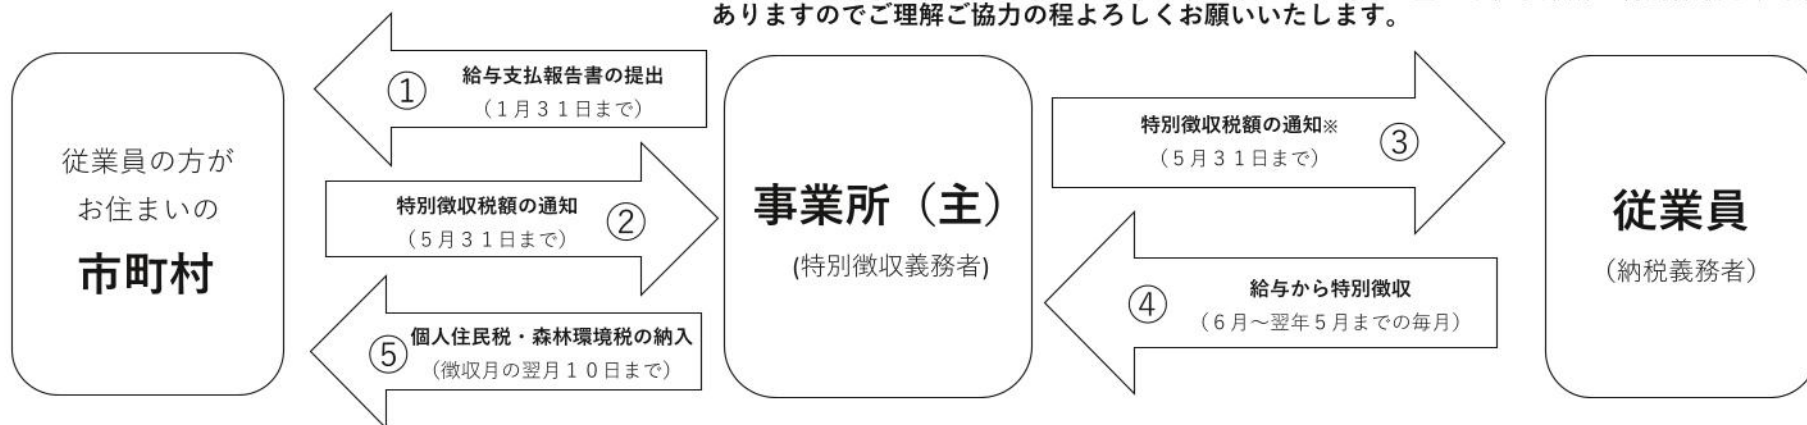 ありますのでご理解ご協力の程よろしくお願いいたします。
従業員の方が
お住まいの
市町村
① 給与支払報告書の提出
（1月３１日まで）
特別徴収税額の通知 ②
（5月３１日まで）
⑤ 個人住民税・森林環境税の納入
（徴収月の翌月１０日まで）
事業所（主）
(特別徴収義務者)
特別徴収税額の通知※ ③
（5月３１日まで）
④ 給与から特別徴収
（6月～翌年5月までの毎月）
従業員
（納税義務者）